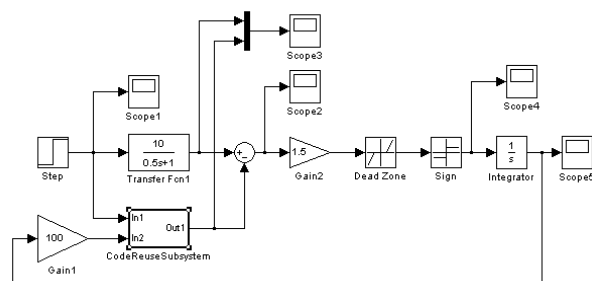 Scope3
Scope1
Scope2
Scope4
Step
10
0.5s+1
Transfer Fcn1
+
−
1.5
Gain2
Dead Zone
Sign
1
s
Integrator
Scope5
100
Gain1
In1
In2
Out1
CodeReuseSubsystem